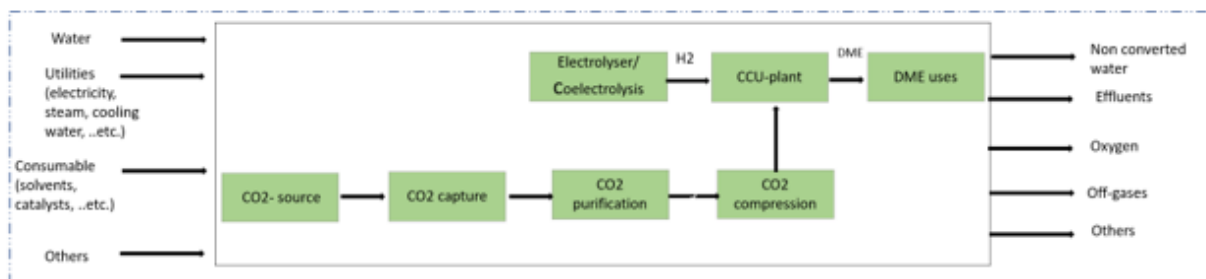 Water
Utilities
(electricity,
steam, cooling
water, ..etc.)
Consumable
(solvents,
catalysts, ..etc.)
Others
Electrolyser/
Coelectrolysis
H2
CCU-plant
DME
DME uses
CO2- source
CO2 capture
CO2
purification
CO2
compression
Non converted
water
Effluents
Oxygen
Off-gases
Others